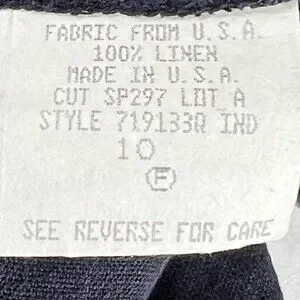 FABRIC FROM U.S.A.
100% LINEN
MADE IN U.S.A.
CUT SP297 LOT A
STYLE 719133R IND
10
F
SEE REVERSE FOR CARE